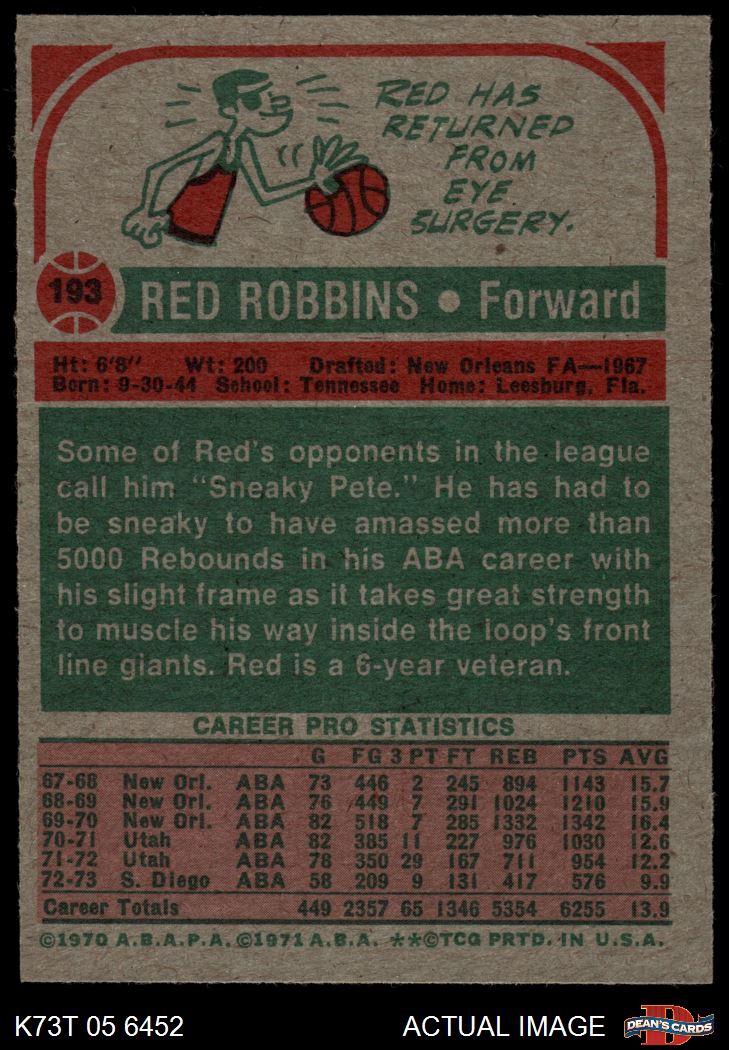 RED HAS
RETURNED
FROM
EYE
SURGERY.
193
RED ROBBINS • Forward
Ht: 6'8" Wt: 200 Drafted: New Orleans FA—1967
Born: 9-30-44 School: Tennessee Home: Leesburg, Fla.
Some of Red's opponents in the league
call him "Sneaky Pete." He has had to
be sneaky to have amassed more than
5000 Rebounds in his ABA career with
his slight frame as it takes great strength
to muscle his way inside the loop's front
line giants. Red is a 6-year veteran.
CAREER PRO STATISTICS
G FG 3 PT FT REB PTS AVG
67-68 New Orl. ABA 73 446 2 245 894 1143 15.7
68-69 New Orl. ABA 76 449 7 291 1024 1210 15.9
69-70 New Orl. ABA 82 518 7 285 1332 1342 16.4
70-71 Utah ABA 82 385 11 227 976 1030 12.6
71-72 Utah ABA 78 350 29 167 711 954 12.2
72-73 S. Diego ABA 58 209 9 131 417 576 9.9
Career Totals 449 2357 65 1346 5354 6255 13.9
©1970 A.B.A.P.A. ©1971 A.B.A. **©TCG PRTD. IN U.S.A.
K73T 05 6452 ACTUAL IMAGE DEAN'S CARDS